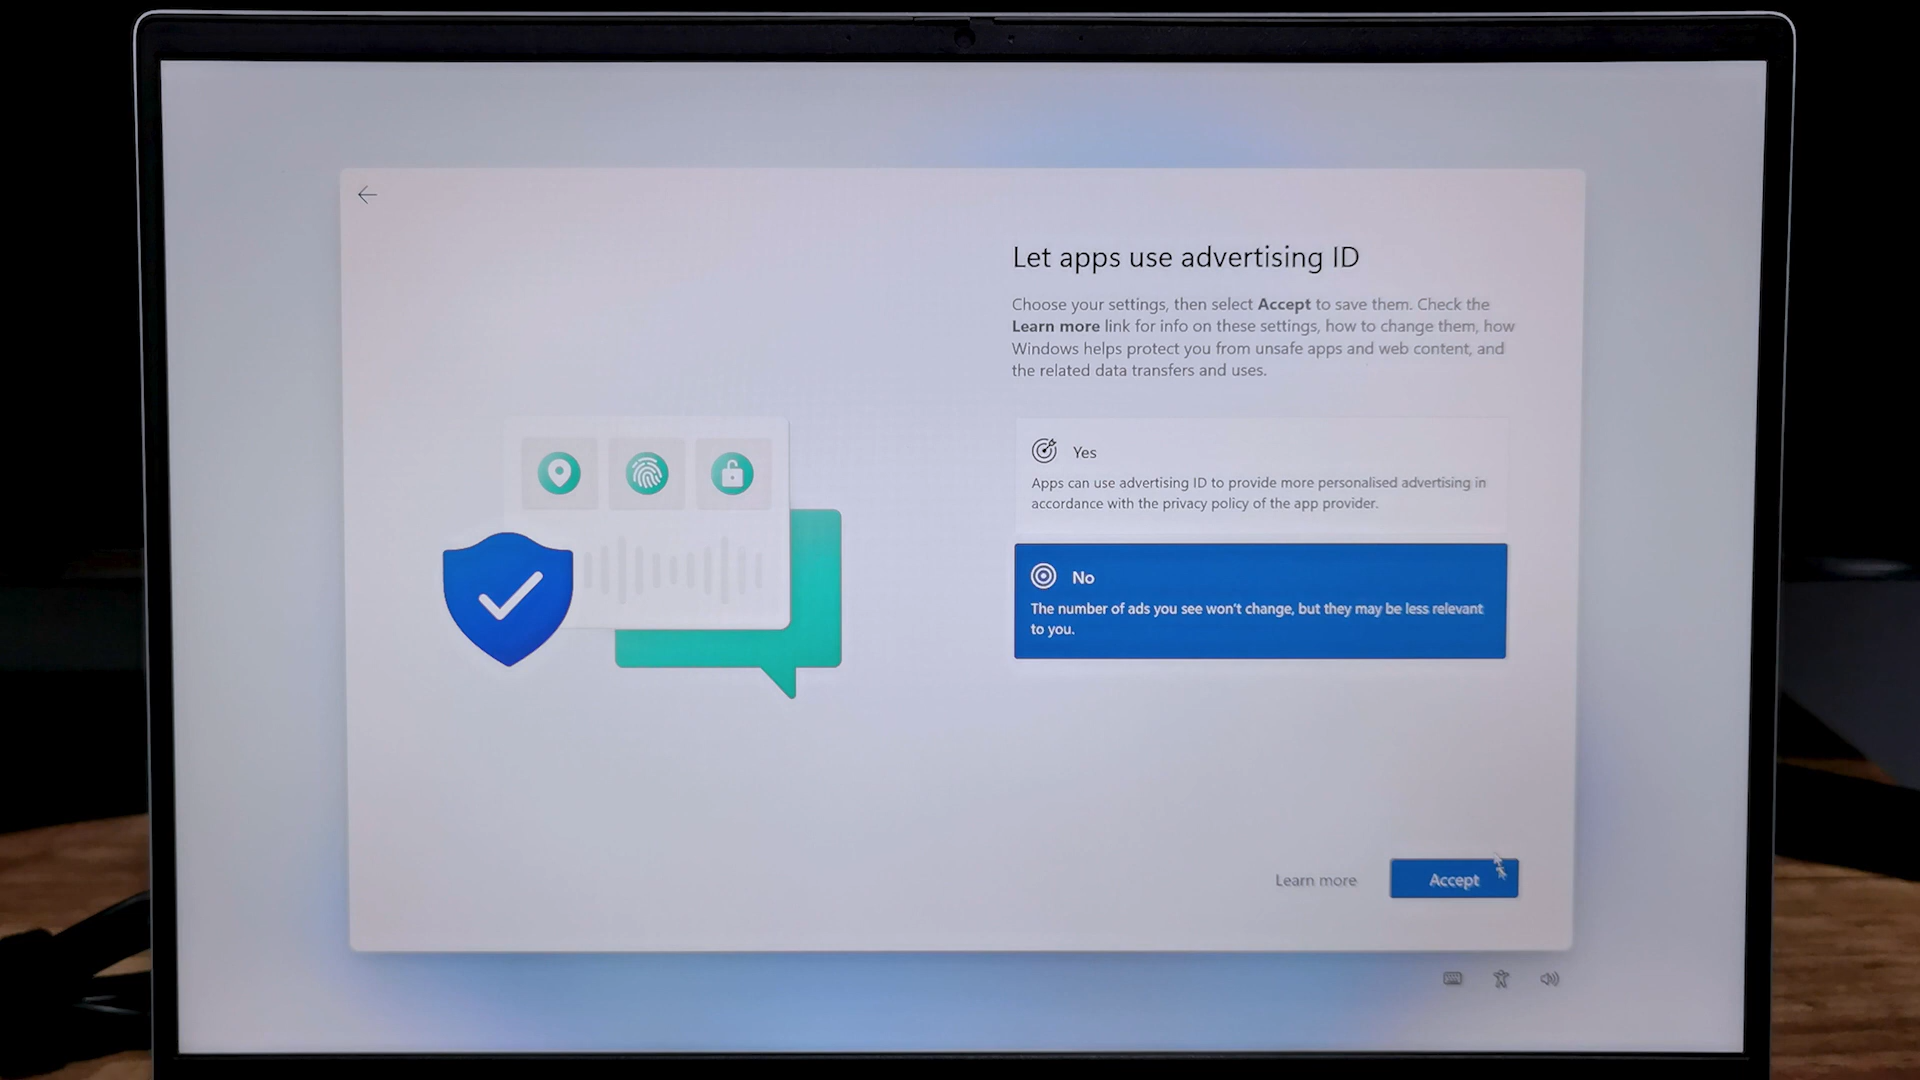 Let apps use advertising ID
Choose your settings, then select Accept to save them. Check the
Learn more link for info on these settings, how to change them, how
Windows helps protect you from unsafe apps and web content, and
the related data transfers and uses.
Yes
Apps can use advertising ID to provide more personalised advertising in
accordance with the privacy policy of the app provider.
No
The number of ads you see won't change, but they may be less relevant
to you.
Learn more
Accept